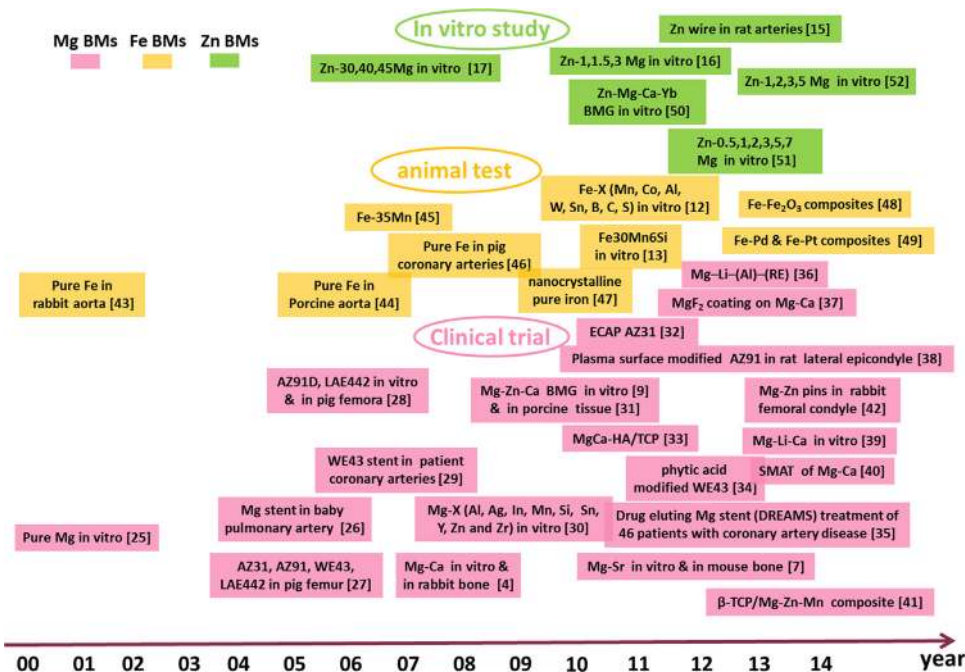 Mg BMs
Fe BMs
Zn BMs
In vitro study
Zn wire in rat arteries [15]
Zn-30,40,45Mg in vitro [17]
Zn-1,1.5,3 Mg in vitro [16]
Zn-1,2,3,5 Mg in vitro [52]
Zn-Mg-Ca-Yb
BMG in vitro [50]
Zn-0.5,1,2,3,5,7
Mg in vitro [51]
animal test
Fe-X (Mn, Co, Al,
W, Sn, B, C, S) in vitro [12]
Fe-Fe₂O₃ composites [48]
Fe-35Mn [45]
Pure Fe in pig
coronary arteries [46]
Fe30Mn6Si
in vitro [13]
Fe-Pd & Fe-Pt composites [49]
Pure Fe in
rabbit aorta [43]
Pure Fe in
Porcine aorta [44]
nanocrystalline
pure iron [47]
Mg–Li–(Al)–(RE) [36]
MgF₂ coating on Mg-Ca [37]
Clinical trial
ECAP AZ31 [32]
Plasma surface modified AZ91 in rat lateral epicondyle [38]
AZ91D, LAE442 in vitro
& in pig femora [28]
Mg-Zn-Ca BMG in vitro [9]
& in porcine tissue [31]
Mg-Zn pins in rabbit
femoral condyle [42]
MgCa-HA/TCP [33]
Mg-Li-Ca in vitro [39]
WE43 stent in patient
coronary arteries [29]
phytic acid
modified WE43 [34]
SMAT of Mg-Ca [40]
Mg stent in baby
pulmonary artery [26]
Mg-X (Al, Ag, In, Mn, Si, Sn,
Y, Zn and Zr) in vitro [30]
Drug eluting Mg stent (DREAMS) treatment of
46 patients with coronary artery disease [35]
Pure Mg in vitro [25]
AZ31, AZ91, WE43,
LAE442 in pig femur [27]
Mg-Ca in vitro &
in rabbit bone [4]
Mg-Sr in vitro & in mouse bone [7]
β-TCP/Mg-Zn-Mn composite [41]
00 01 02 03 04 05 06 07 08 09 10 11 12 13 14 year